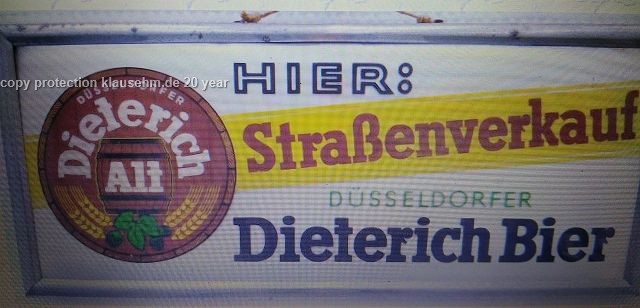 copy protection klausehm.de 20 year
HIER:
DÜSSELDORFER
Dieterich
Alt
Straßenverkauf
DÜSSELDORFER
Dieterich Bier